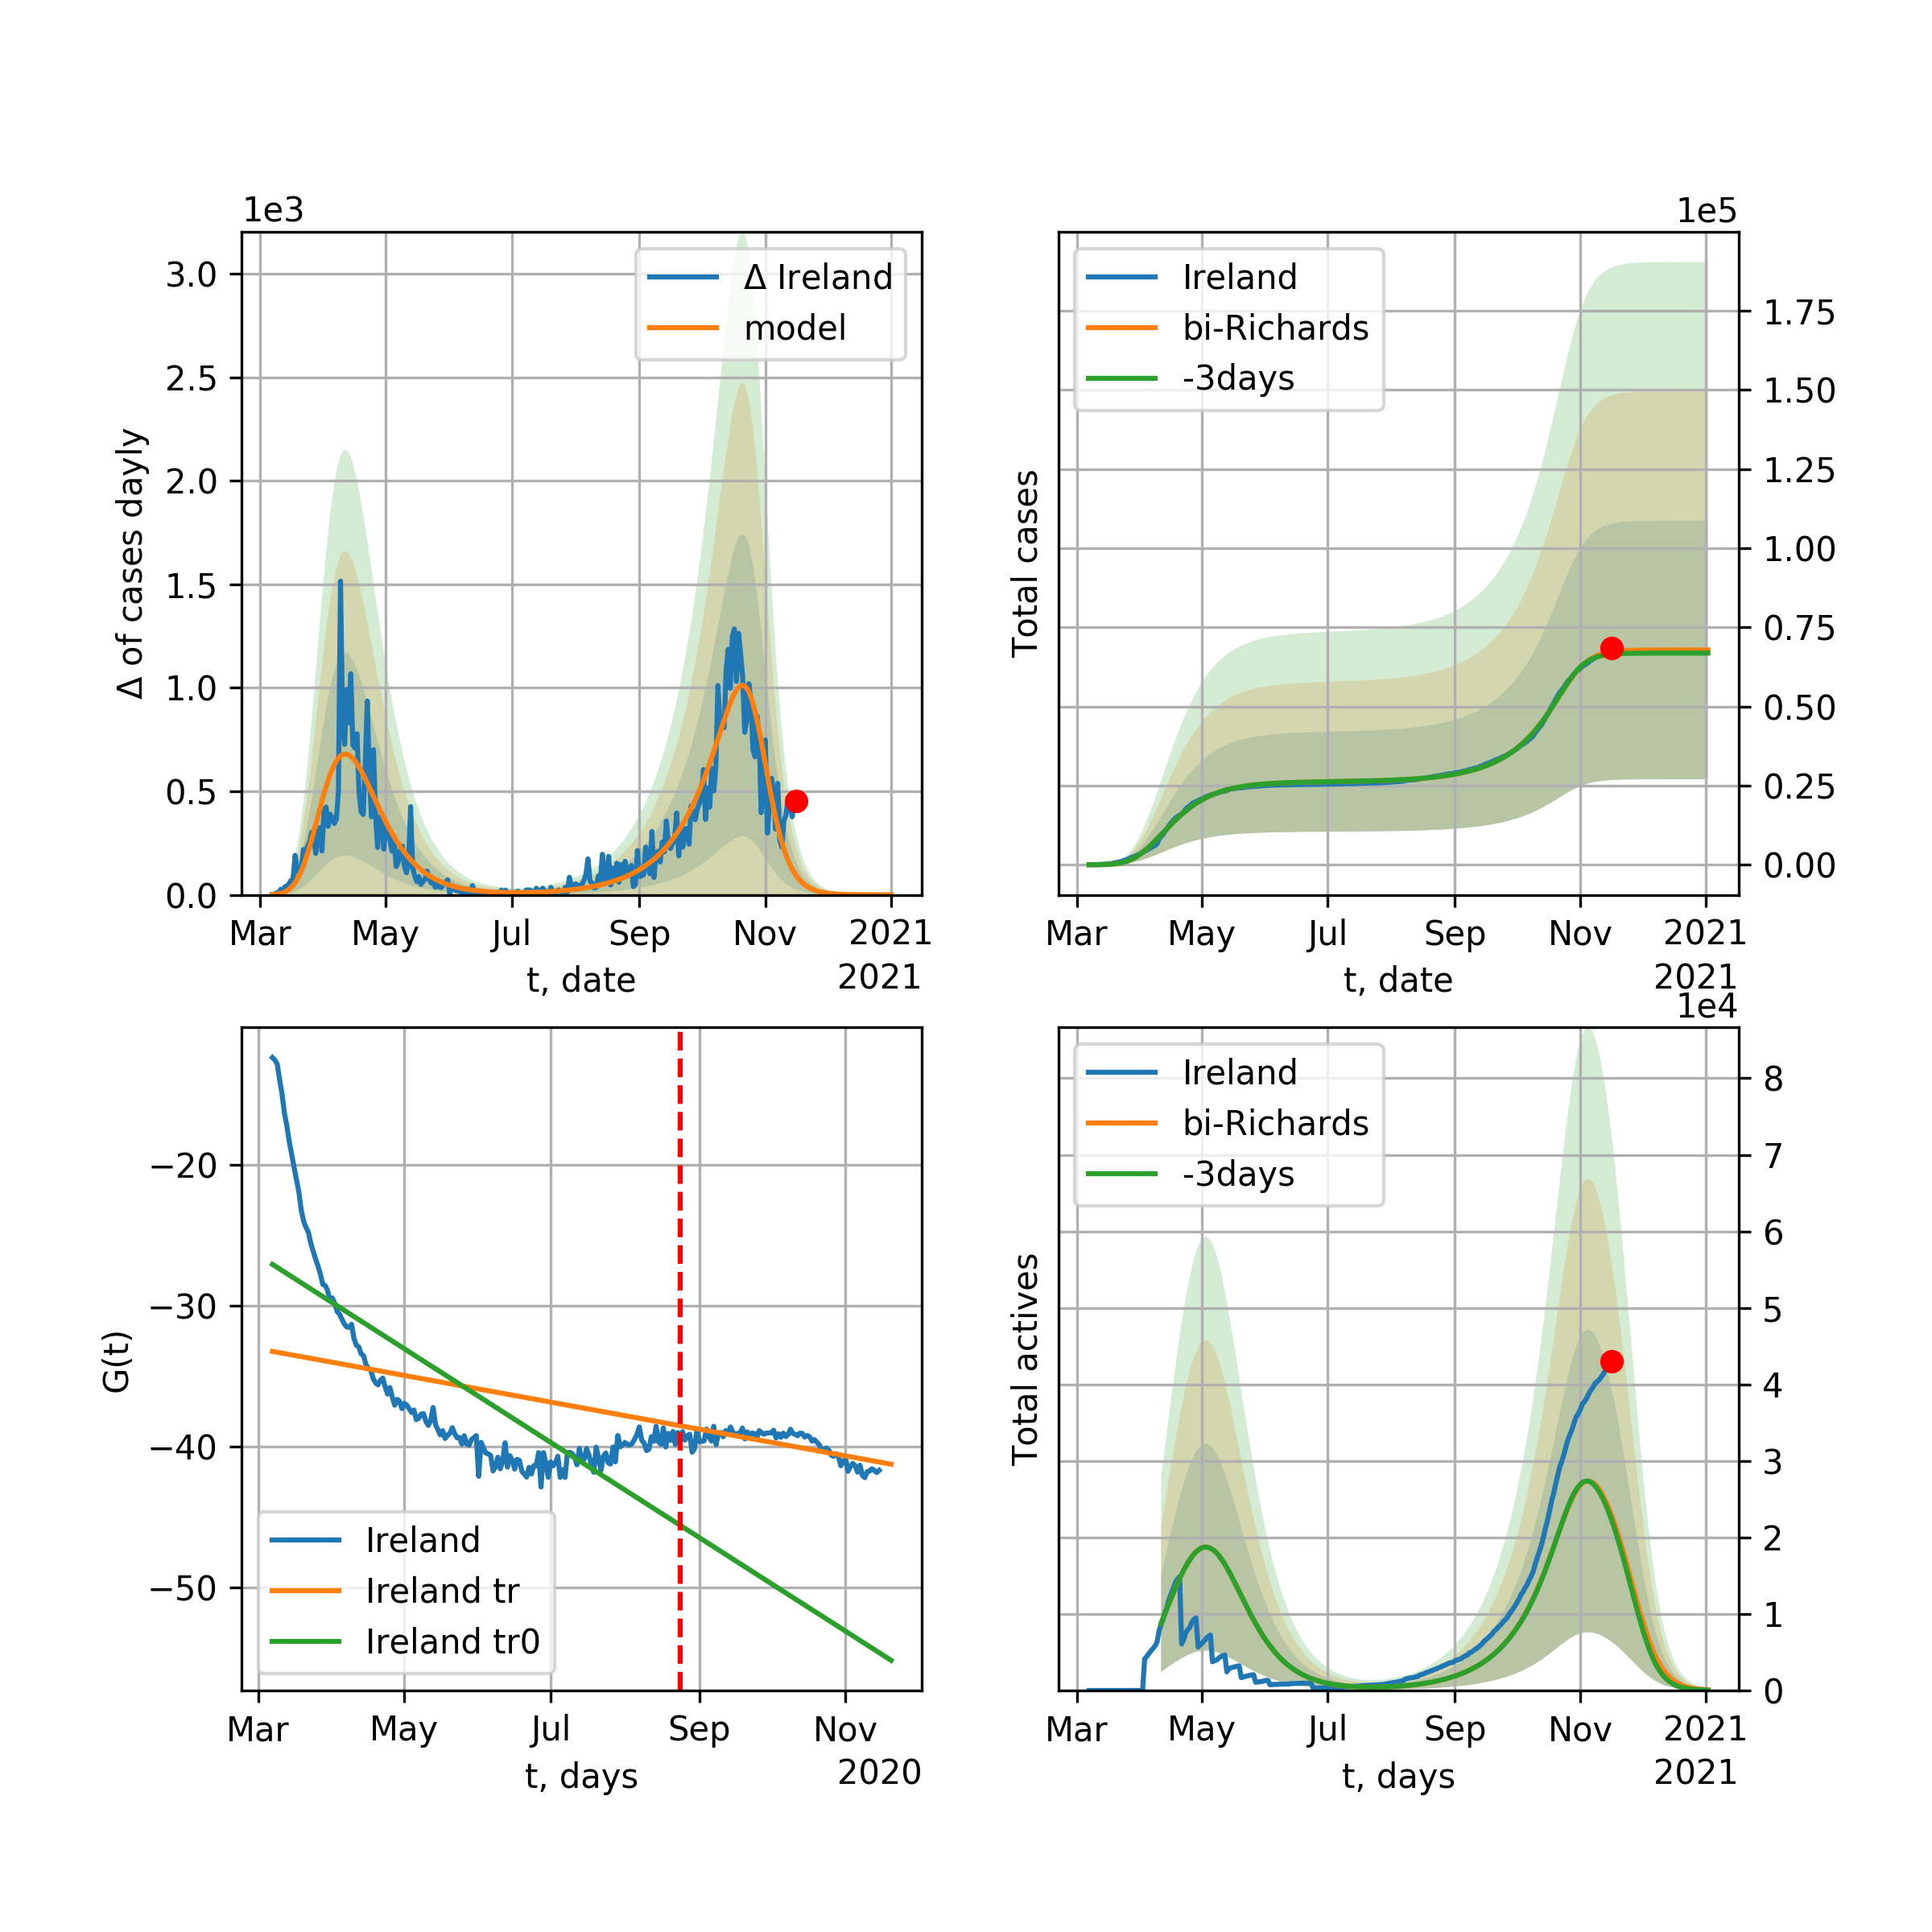 1e3
Δ of cases dayly
3.0
2.5
2.0
1.5
1.0
0.5
0.0
Δ Ireland
model
Mar May Jul Sep Nov 2021
t, date
2021
1e5
Total cases
Ireland
bi-Richards
-3days
1.75
1.50
1.25
1.00
0.75
0.50
0.25
0.00
Mar May Jul Sep Nov 2021
t, date
2021
G(t)
−20
−30
−40
−50
Ireland
Ireland tr
Ireland tr0
Mar May Jul Sep Nov
t, days
2020
1e4
Total actives
Ireland
bi-Richards
-3days
8
7
6
5
4
3
2
1
0
Mar May Jul Sep Nov 2021
t, days
2021